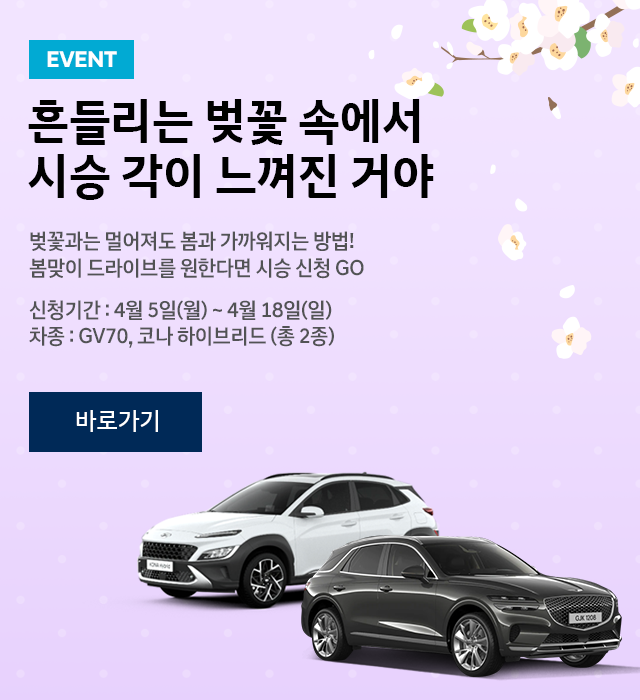 EVENT
흔들리는 벚꽃 속에서
시승 각이 느껴진 거야
벚꽃과는 멀어져도 봄과 가까워지는 방법!
봄맞이 드라이브를 원한다면 시승 신청 GO
신청기간 : 4월 5일(월) ~ 4월 18일(일)
차종 : GV70, 코나 하이브리드 (총 2종)
바로가기
KONA hybrid
OJK 1206